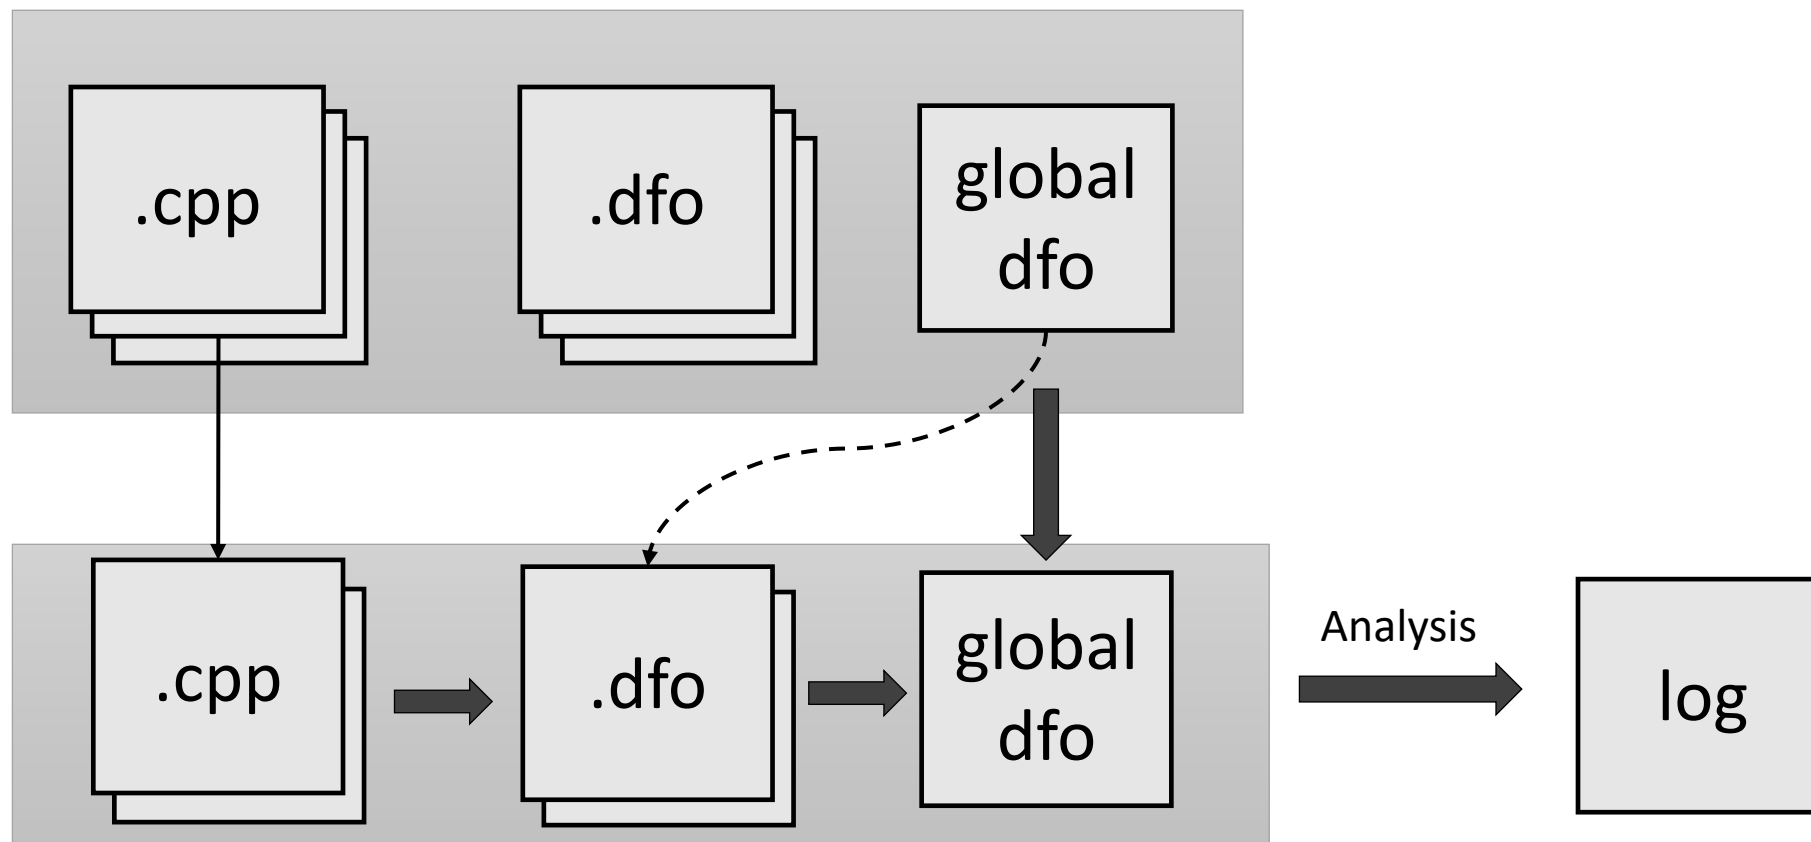 .cpp
.dfo
global
dfo
.cpp
.dfo
global
dfo
Analysis
log